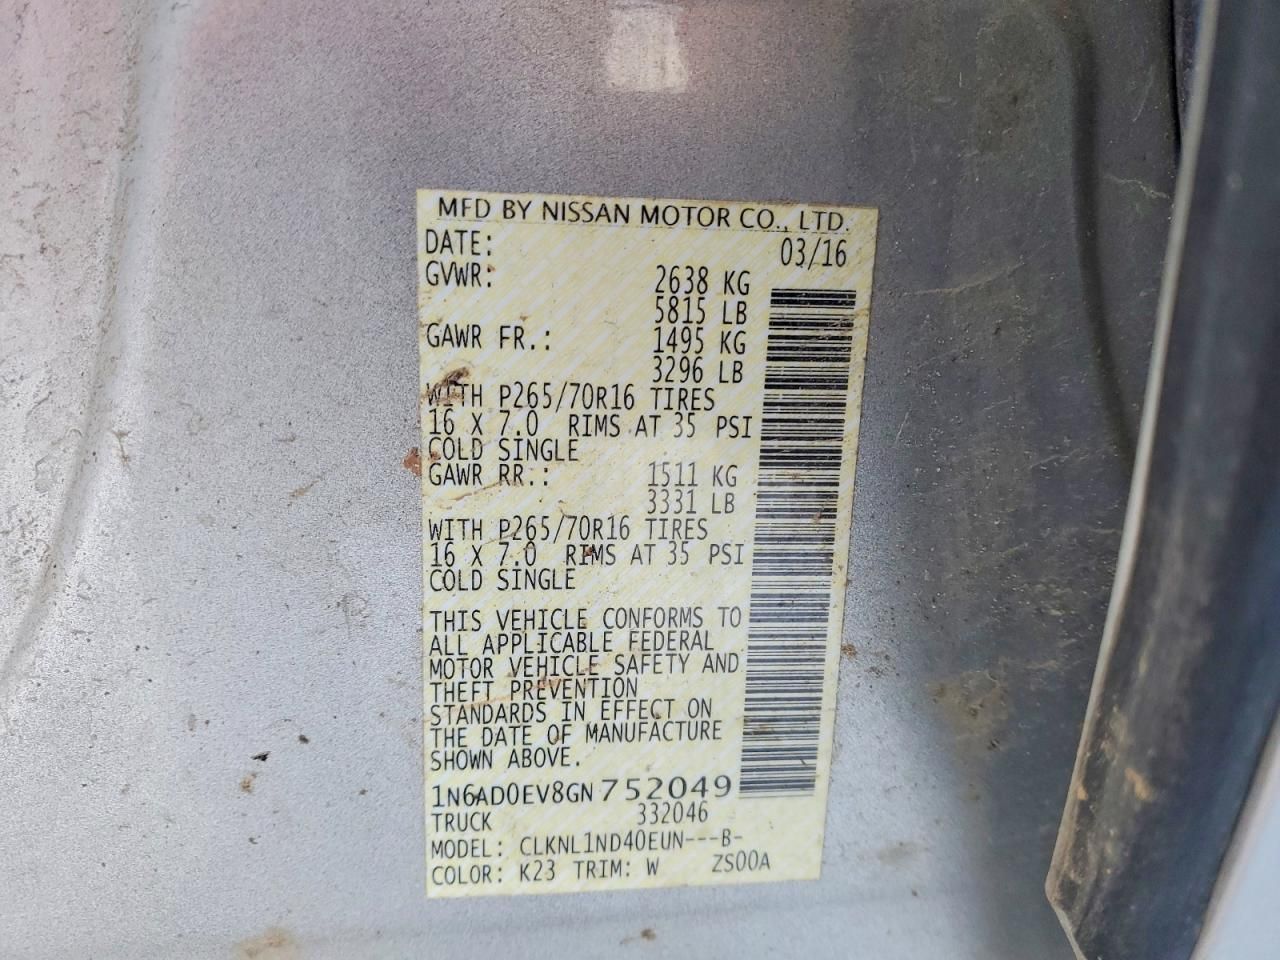 MFD BY NISSAN MOTOR CO., LTD.
DATE: 03/16
GVWR: 2638 KG
5815 LB
GAWR FR.: 1495 KG
3296 LB
WITH P265/70R16 TIRES
16 X 7.0 RIMS AT 35 PSI
COLD SINGLE
GAWR RR.: 1511 KG
3331 LB
WITH P265/70R16 TIRES
16 X 7.0 RIMS AT 35 PSI
COLD SINGLE
THIS VEHICLE CONFORMS TO
ALL APPLICABLE FEDERAL
MOTOR VEHICLE SAFETY AND
THEFT PREVENTION
STANDARDS IN EFFECT ON
THE DATE OF MANUFACTURE
SHOWN ABOVE.
1N6AD0EV8GN 752049
TRUCK 332046
MODEL: CLKNL1ND40EUN---B-
COLOR: K23 TRIM: W ZS00A